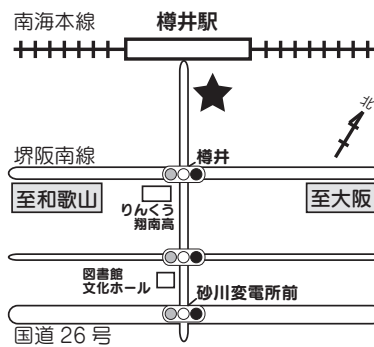 南海本線
樽井駅
北
堺阪南線
樽井
至和歌山
りんくう
翔南高
至大阪
図書館
文化ホール
砂川変電所前
国道26号